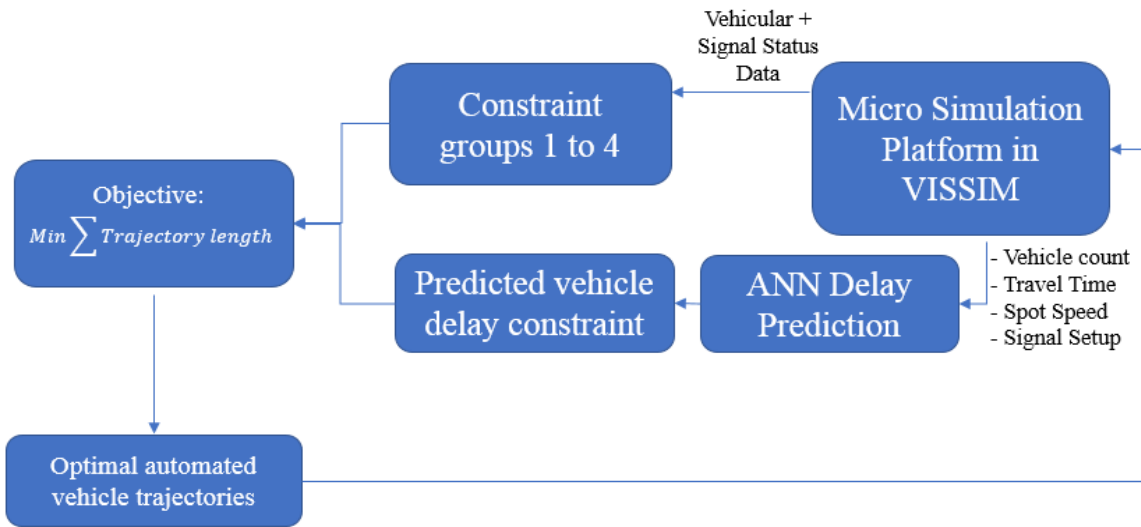 Vehicular +
Signal Status
Data
Constraint
groups 1 to 4
Micro Simulation
Platform in
VISSIM
Objective:
Min ∑ Trajectory length
Predicted vehicle
delay constraint
ANN Delay
Prediction
- Vehicle count
- Travel Time
- Spot Speed
- Signal Setup
Optimal automated
vehicle trajectories